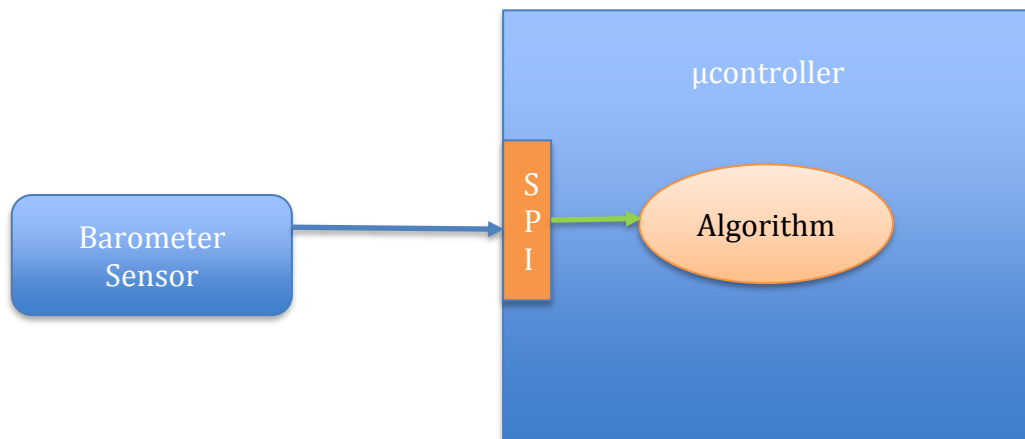 μcontroller
S
P
I
Barometer
Sensor
Algorithm